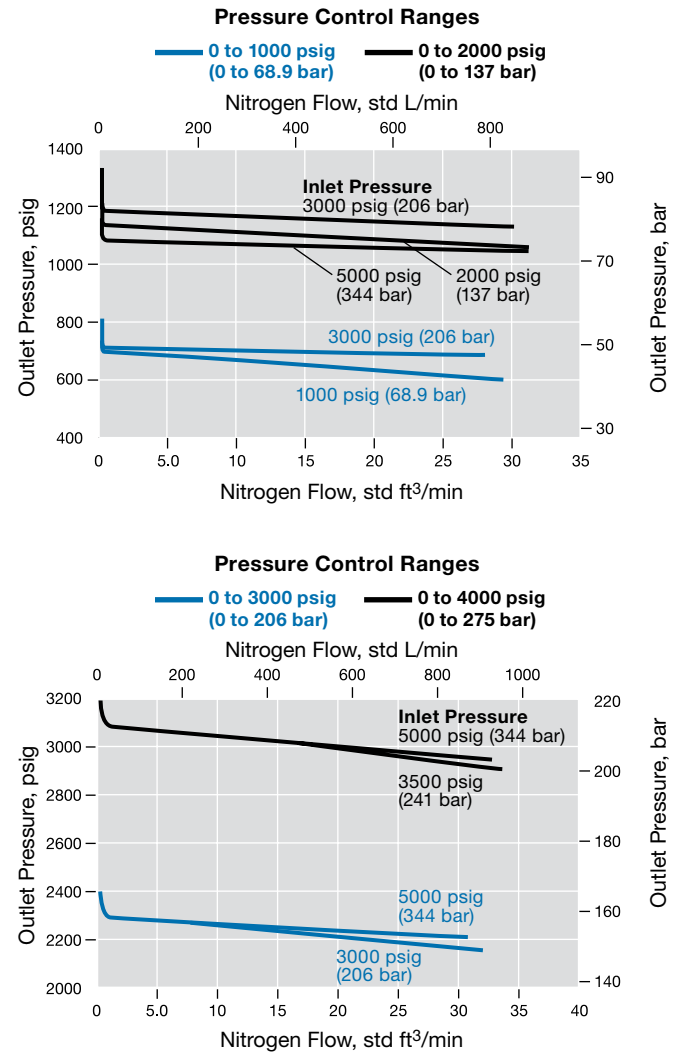 Pressure Control Ranges
0 to 1000 psig
(0 to 68.9 bar)
0 to 2000 psig
(0 to 137 bar)
Nitrogen Flow, std L/min
0 200 400 600 800
Outlet Pressure, psig
1400
1200
1000
800
600
400
Inlet Pressure
3000 psig (206 bar)
5000 psig
(344 bar)
2000 psig
(137 bar)
3000 psig (206 bar)
1000 psig (68.9 bar)
90
70
50
30
Outlet Pressure, bar
0 5.0 10 15 20 25 30 35
Nitrogen Flow, std ft³/min
Pressure Control Ranges
0 to 3000 psig
(0 to 206 bar)
0 to 4000 psig
(0 to 275 bar)
Nitrogen Flow, std L/min
0 200 400 600 800 1000
Outlet Pressure, psig
3200
3000
2800
2600
2400
2200
2000
Inlet Pressure
5000 psig (344 bar)
3500 psig
(241 bar)
5000 psig
(344 bar)
3000 psig
(206 bar)
220
200
180
160
140
Outlet Pressure, bar
0 5.0 10 15 20 25 30 35 40
Nitrogen Flow, std ft³/min